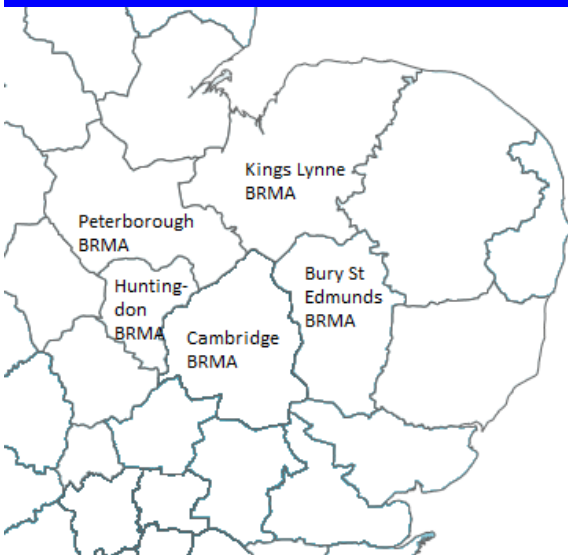 Kings Lynne
BRMA
Peterborough
BRMA
Bury St
Edmunds
BRMA
Hunting-
don
BRMA
Cambridge
BRMA